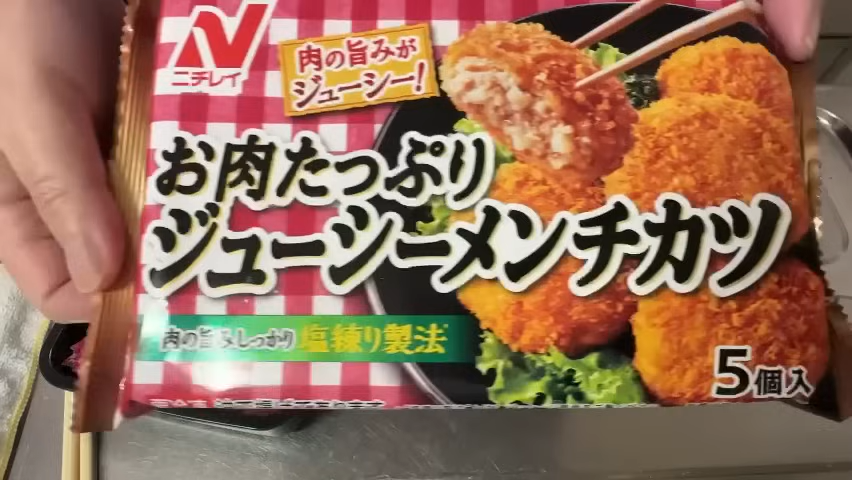 ニチレイ
肉の旨みが
ジューシー!
お肉たっぷり
ジューシーメンチカツ
肉の旨みしっかり 塩練り製法
5個入